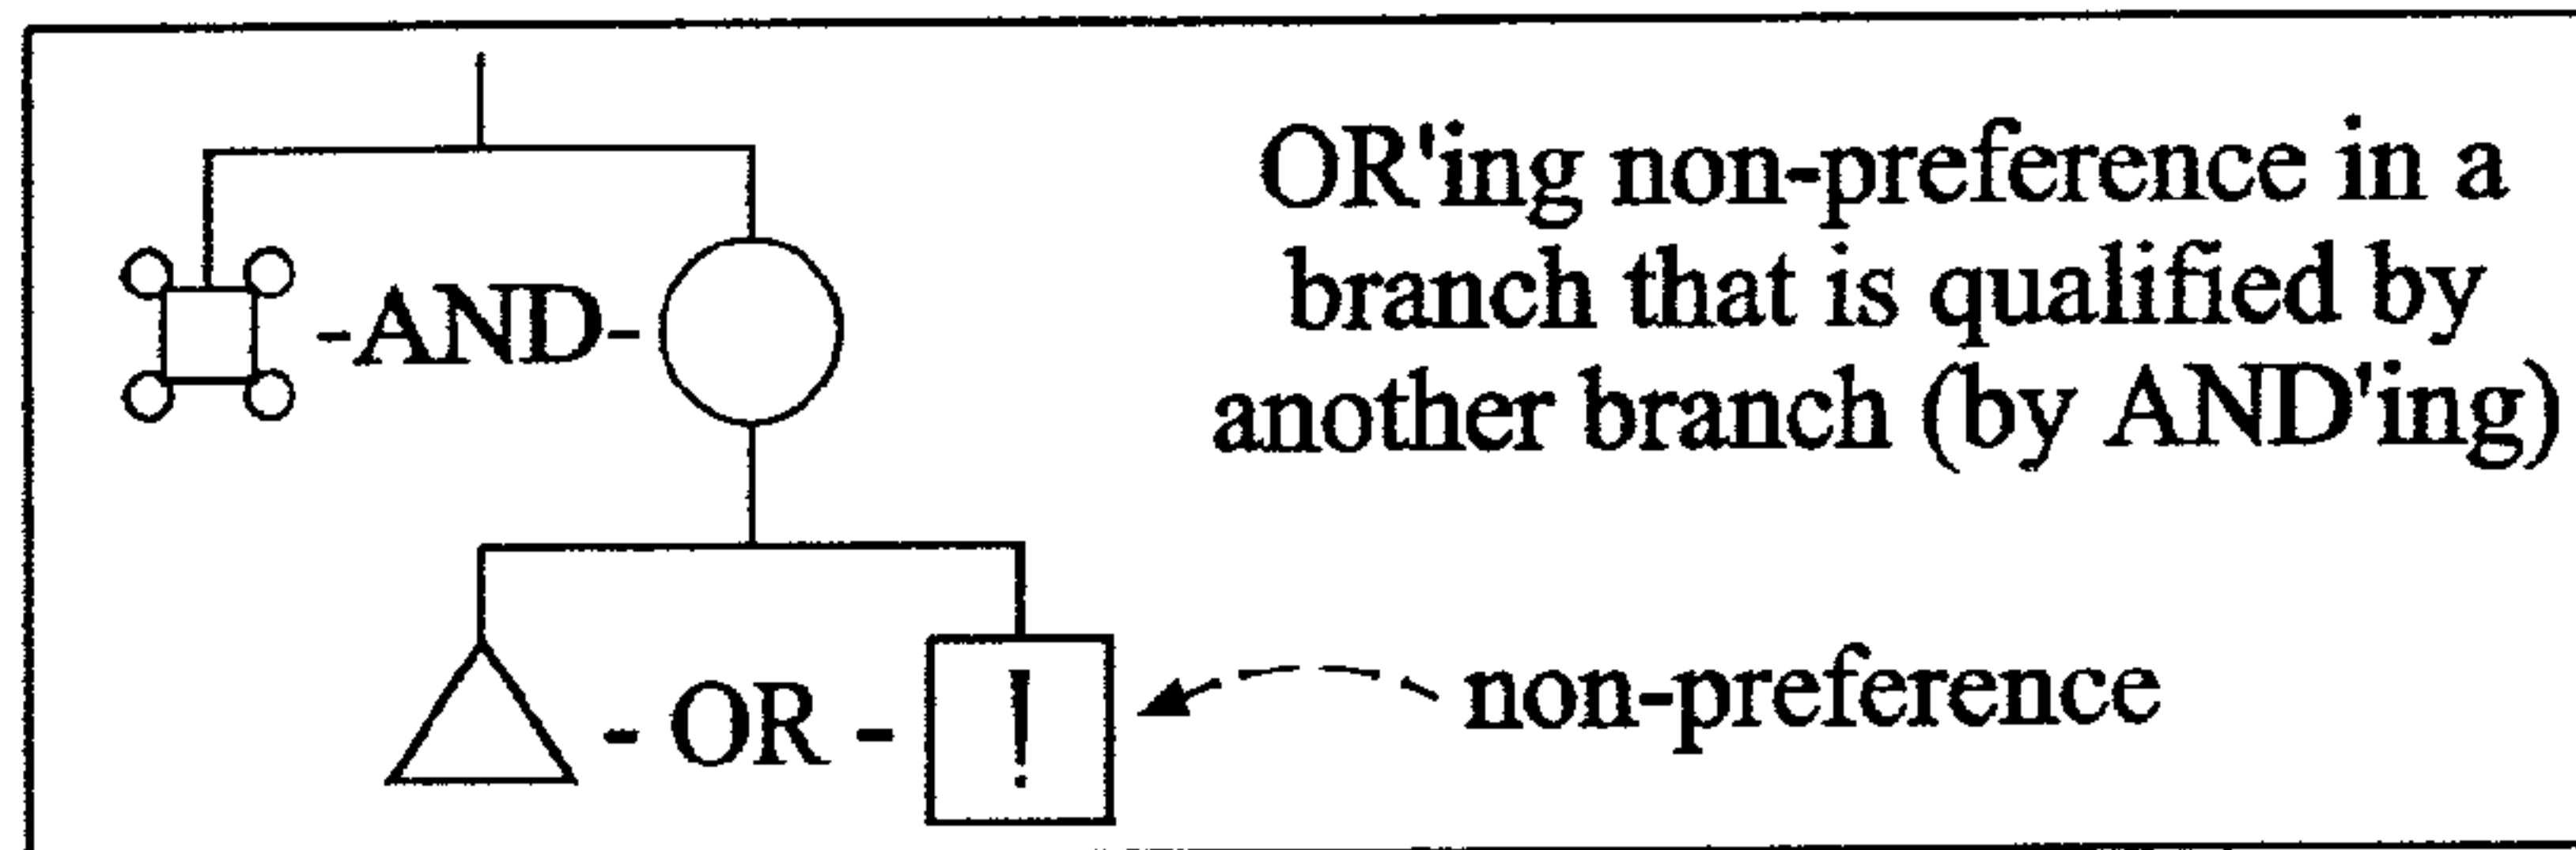 OR'ing non-preference in a
branch that is qualified by
-AND-
another branch (by AND'ing)
- OR - ! non-preference